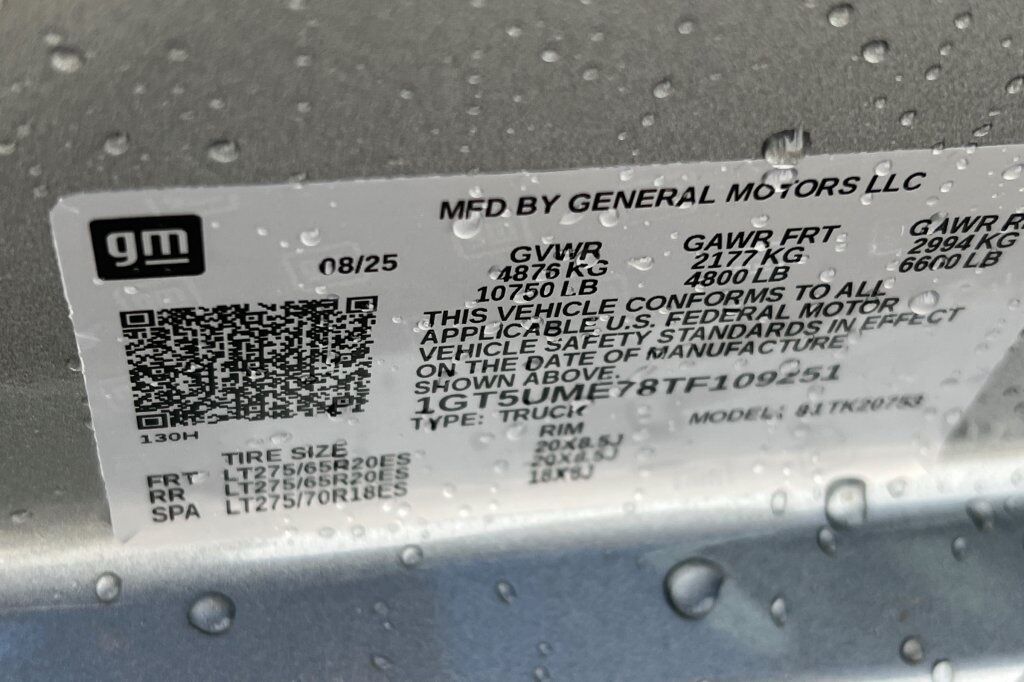 gm
MFD BY GENERAL MOTORS LLC
08/25
GVWR GAWR FRT GAWR
4876 KG 2177 KG 2994 KG
10750 LB 4800 LB 6600 LB
THIS VEHICLE CONFORMS TO ALL
APPLICABLE U.S. FEDERAL MOTOR
VEHICLE SAFETY STANDARDS IN EFFECT
ON THE DATE OF MANUFACTURE
SHOWN ABOVE.
1GT5UME78TF109251
TYPE: TRUCK MODEL:
130H
TIRE SIZE RIM
FRT LT275/65R20ES 20X8.5J
RR LT275/65R20ES 20X8.5J
SPA LT275/70R18ES